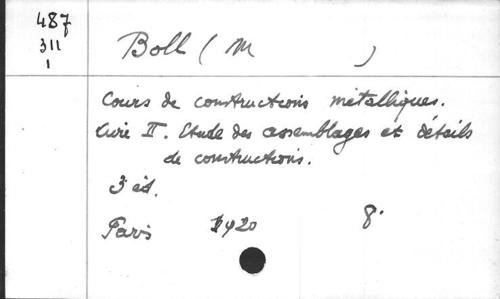 487
311
1
Boll (M )
Cours de constructions métalliques.
Livre II. Etude des assemblages et détails
de constructions.
3 éd.
Paris 1920 8.